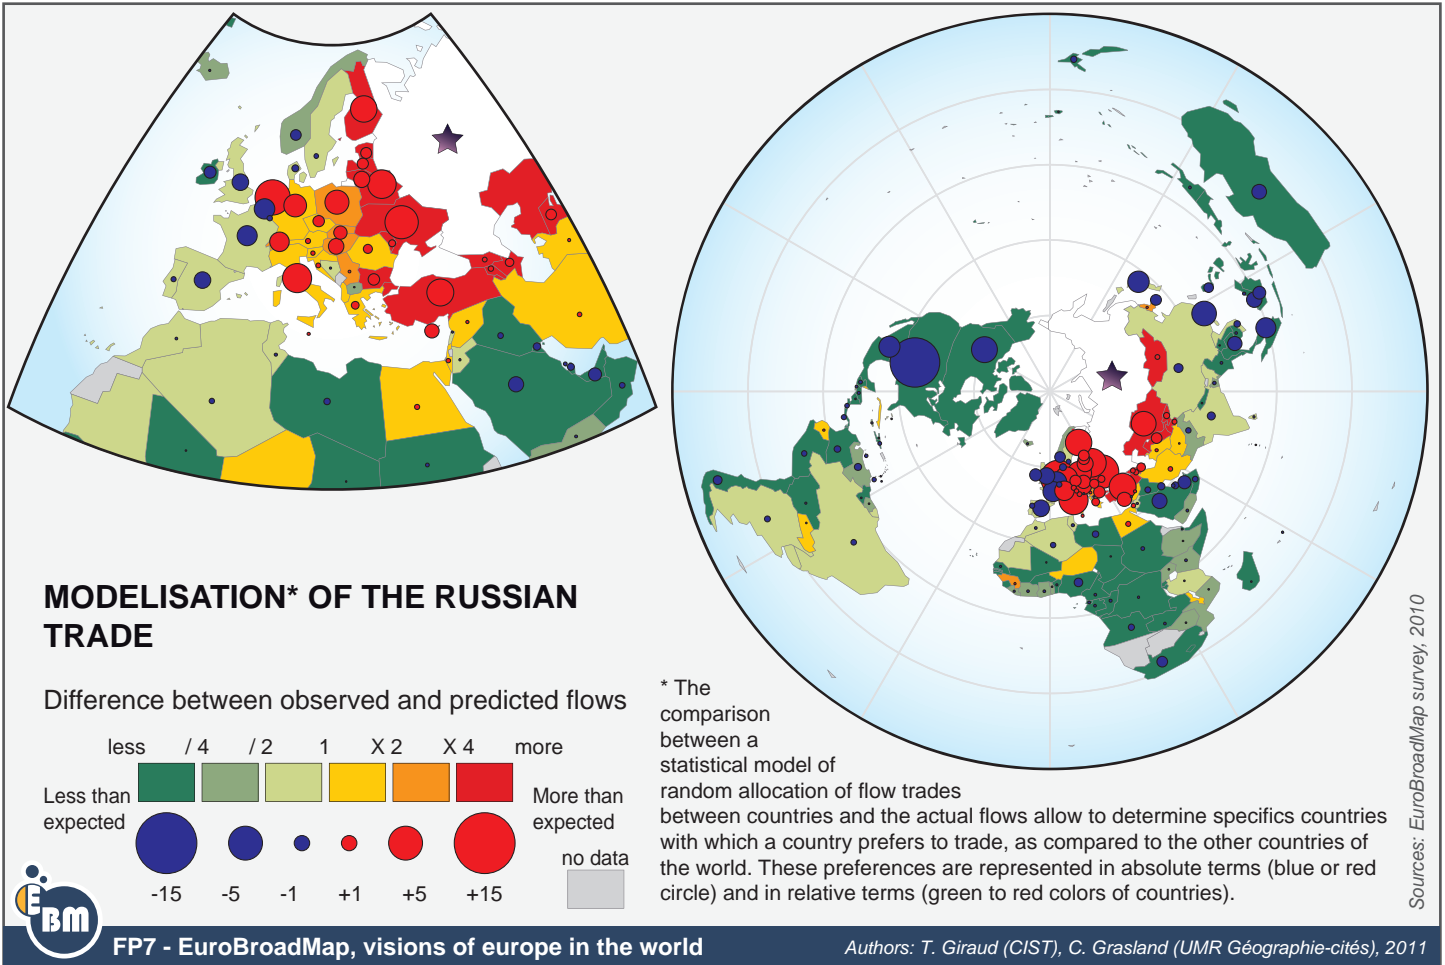 MODELISATION* OF THE RUSSIAN
TRADE
Difference between observed and predicted flows
less / 4 / 2 1 X 2 X 4 more
Less than
expected
More than
expected
-15 -5 -1 +1 +5 +15
no data
* The
comparison
between a
statistical model of
random allocation of flow trades
between countries and the actual flows allow to determine specifics countries
with which a country prefers to trade, as compared to the other countries of
the world. These preferences are represented in absolute terms (blue or red
circle) and in relative terms (green to red colors of countries).
Sources: EuroBroadMap survey, 2010
EBM
FP7 - EuroBroadMap, visions of europe in the world
Authors: T. Giraud (CIST), C. Grasland (UMR Géographie-cités), 2011